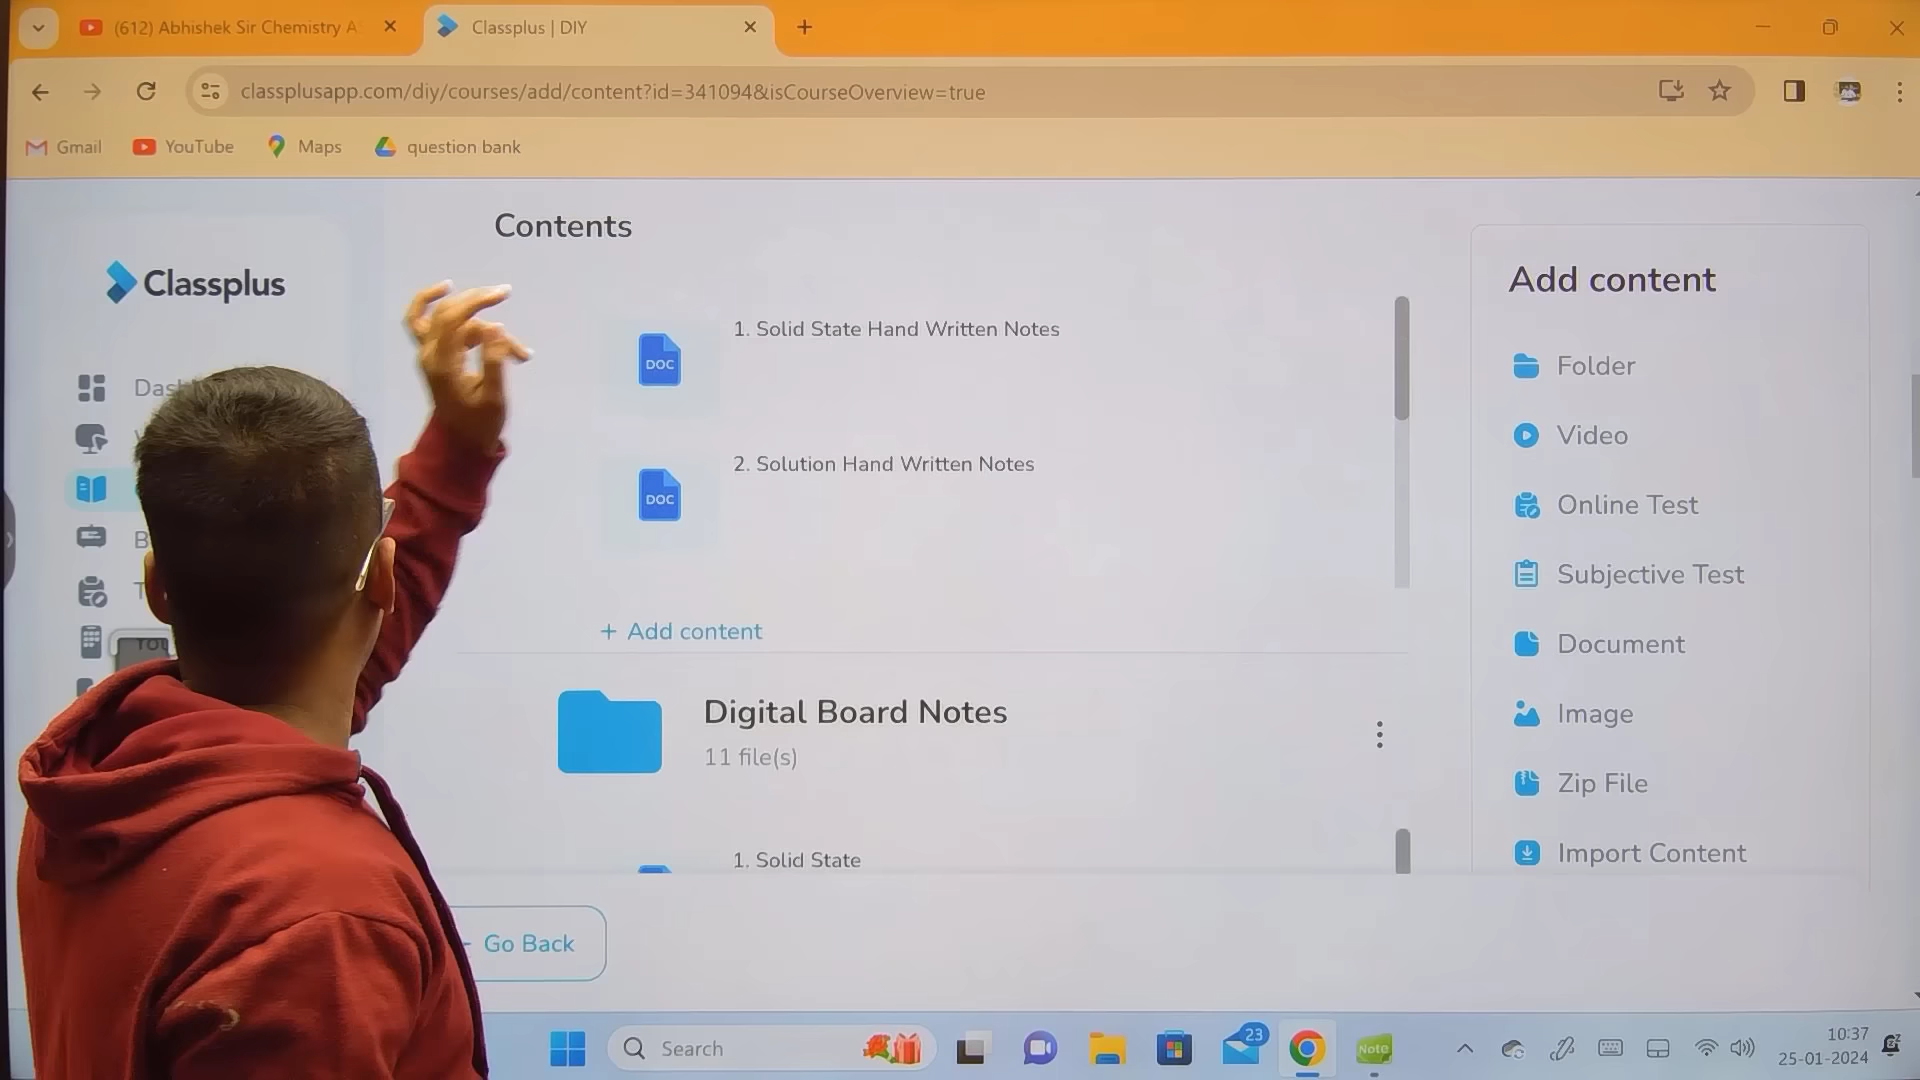 (612) Abhishek Sir Chemistry A
Classplus | DIY
classplusapp.com/diy/courses/add/content?id=341094&isCourseOverview=true
Gmail
YouTube
Maps
question bank
Contents
Classplus
DOC
1. Solid State Hand Written Notes
DOC
2. Solution Hand Written Notes
+ Add content
Digital Board Notes
11 file(s)
1. Solid State
Go Back
Add content
Folder
Video
Online Test
Subjective Test
Document
Image
Zip File
Import Content
Search
23
Note
10:37
25-01-2024